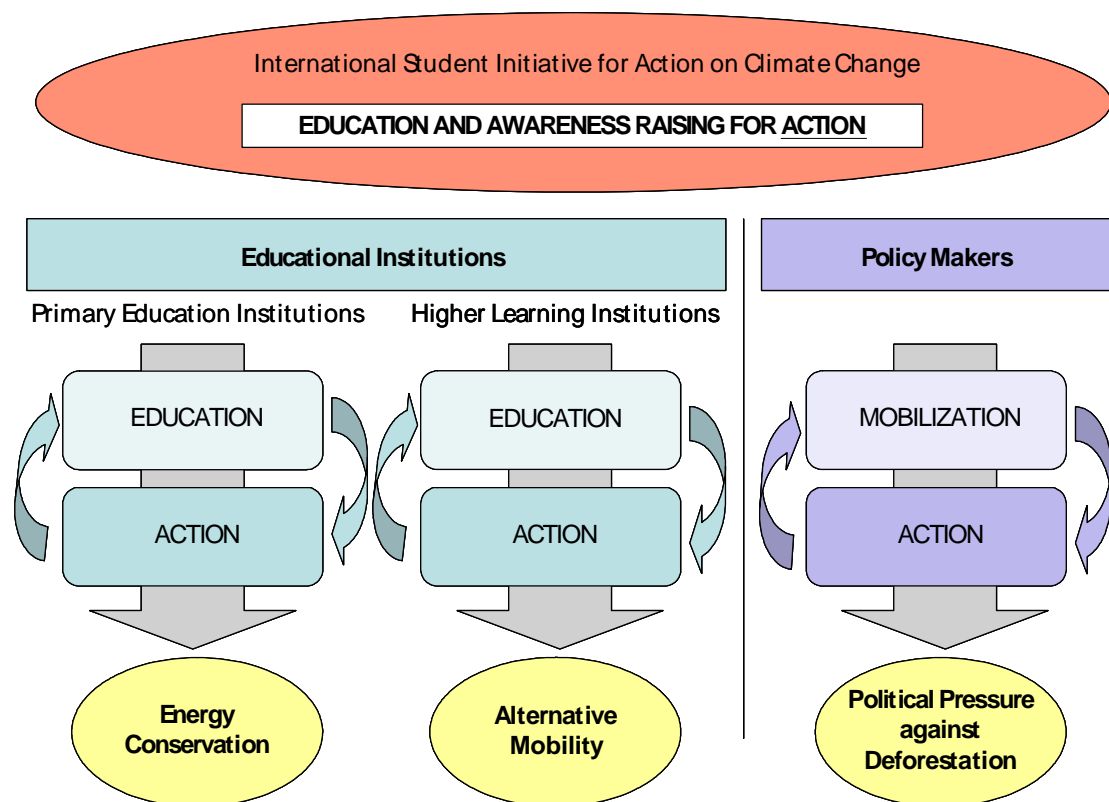 International Student Initiative for Action on Climate Change
EDUCATION AND AWARENESS RAISING FOR ACTION
Educational Institutions
Policy Makers
Primary Education Institutions
Higher Learning Institutions
EDUCATION
EDUCATION
MOBILIZATION
ACTION
ACTION
ACTION
Energy
Conservation
Alternative
Mobility
Political Pressure
against
Deforestation